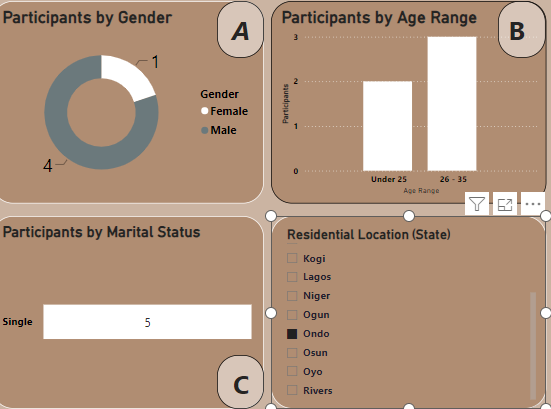 Participants by Gender
A
1
4
Gender
Female
Male
Participants by Age Range
B
3
2
1
0
Participants
Under 25
26 - 35
Age Range
Participants by Marital Status
Single
5
C
Residential Location (State)
Kogi
Lagos
Niger
Ogun
Ondo
Osun
Oyo
Rivers